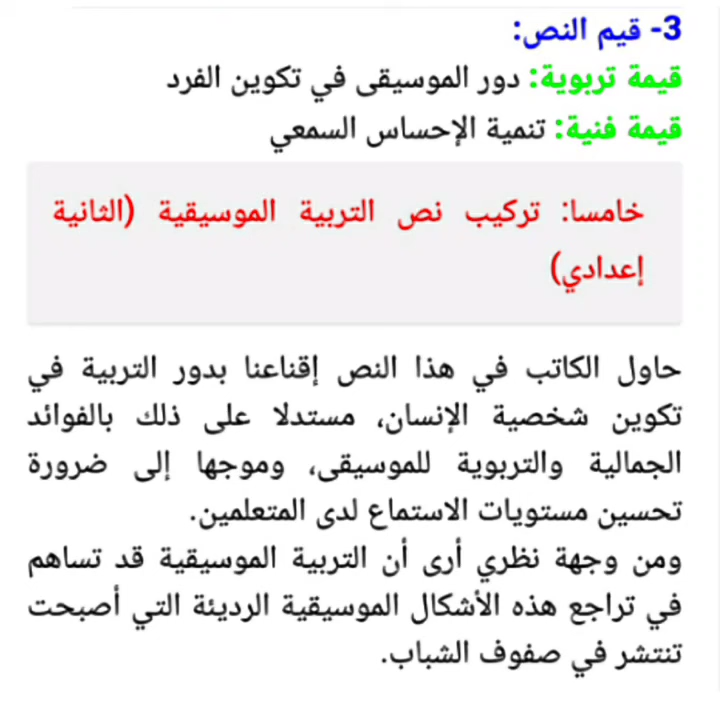 3- قيم النص:
قيمة تربوية: دور الموسيقى في تكوين الفرد
قيمة فنية: تنمية الإحساس السمعي
خامسا: تركيب نص التربية الموسيقية (الثانية
إعدادي)
حاول الكاتب في هذا النص إقناعنا بدور التربية في
تكوين شخصية الإنسان، مستدلا على ذلك بالفوائد
الجمالية والتربوية للموسيقى، وموجها إلى ضرورة
تحسين مستويات الاستماع لدى المتعلمين.
ومن وجهة نظري أرى أن التربية الموسيقية قد تساهم
في تراجع هذه الأشكال الموسيقية الرديئة التي أصبحت
تنتشر في صفوف الشباب.